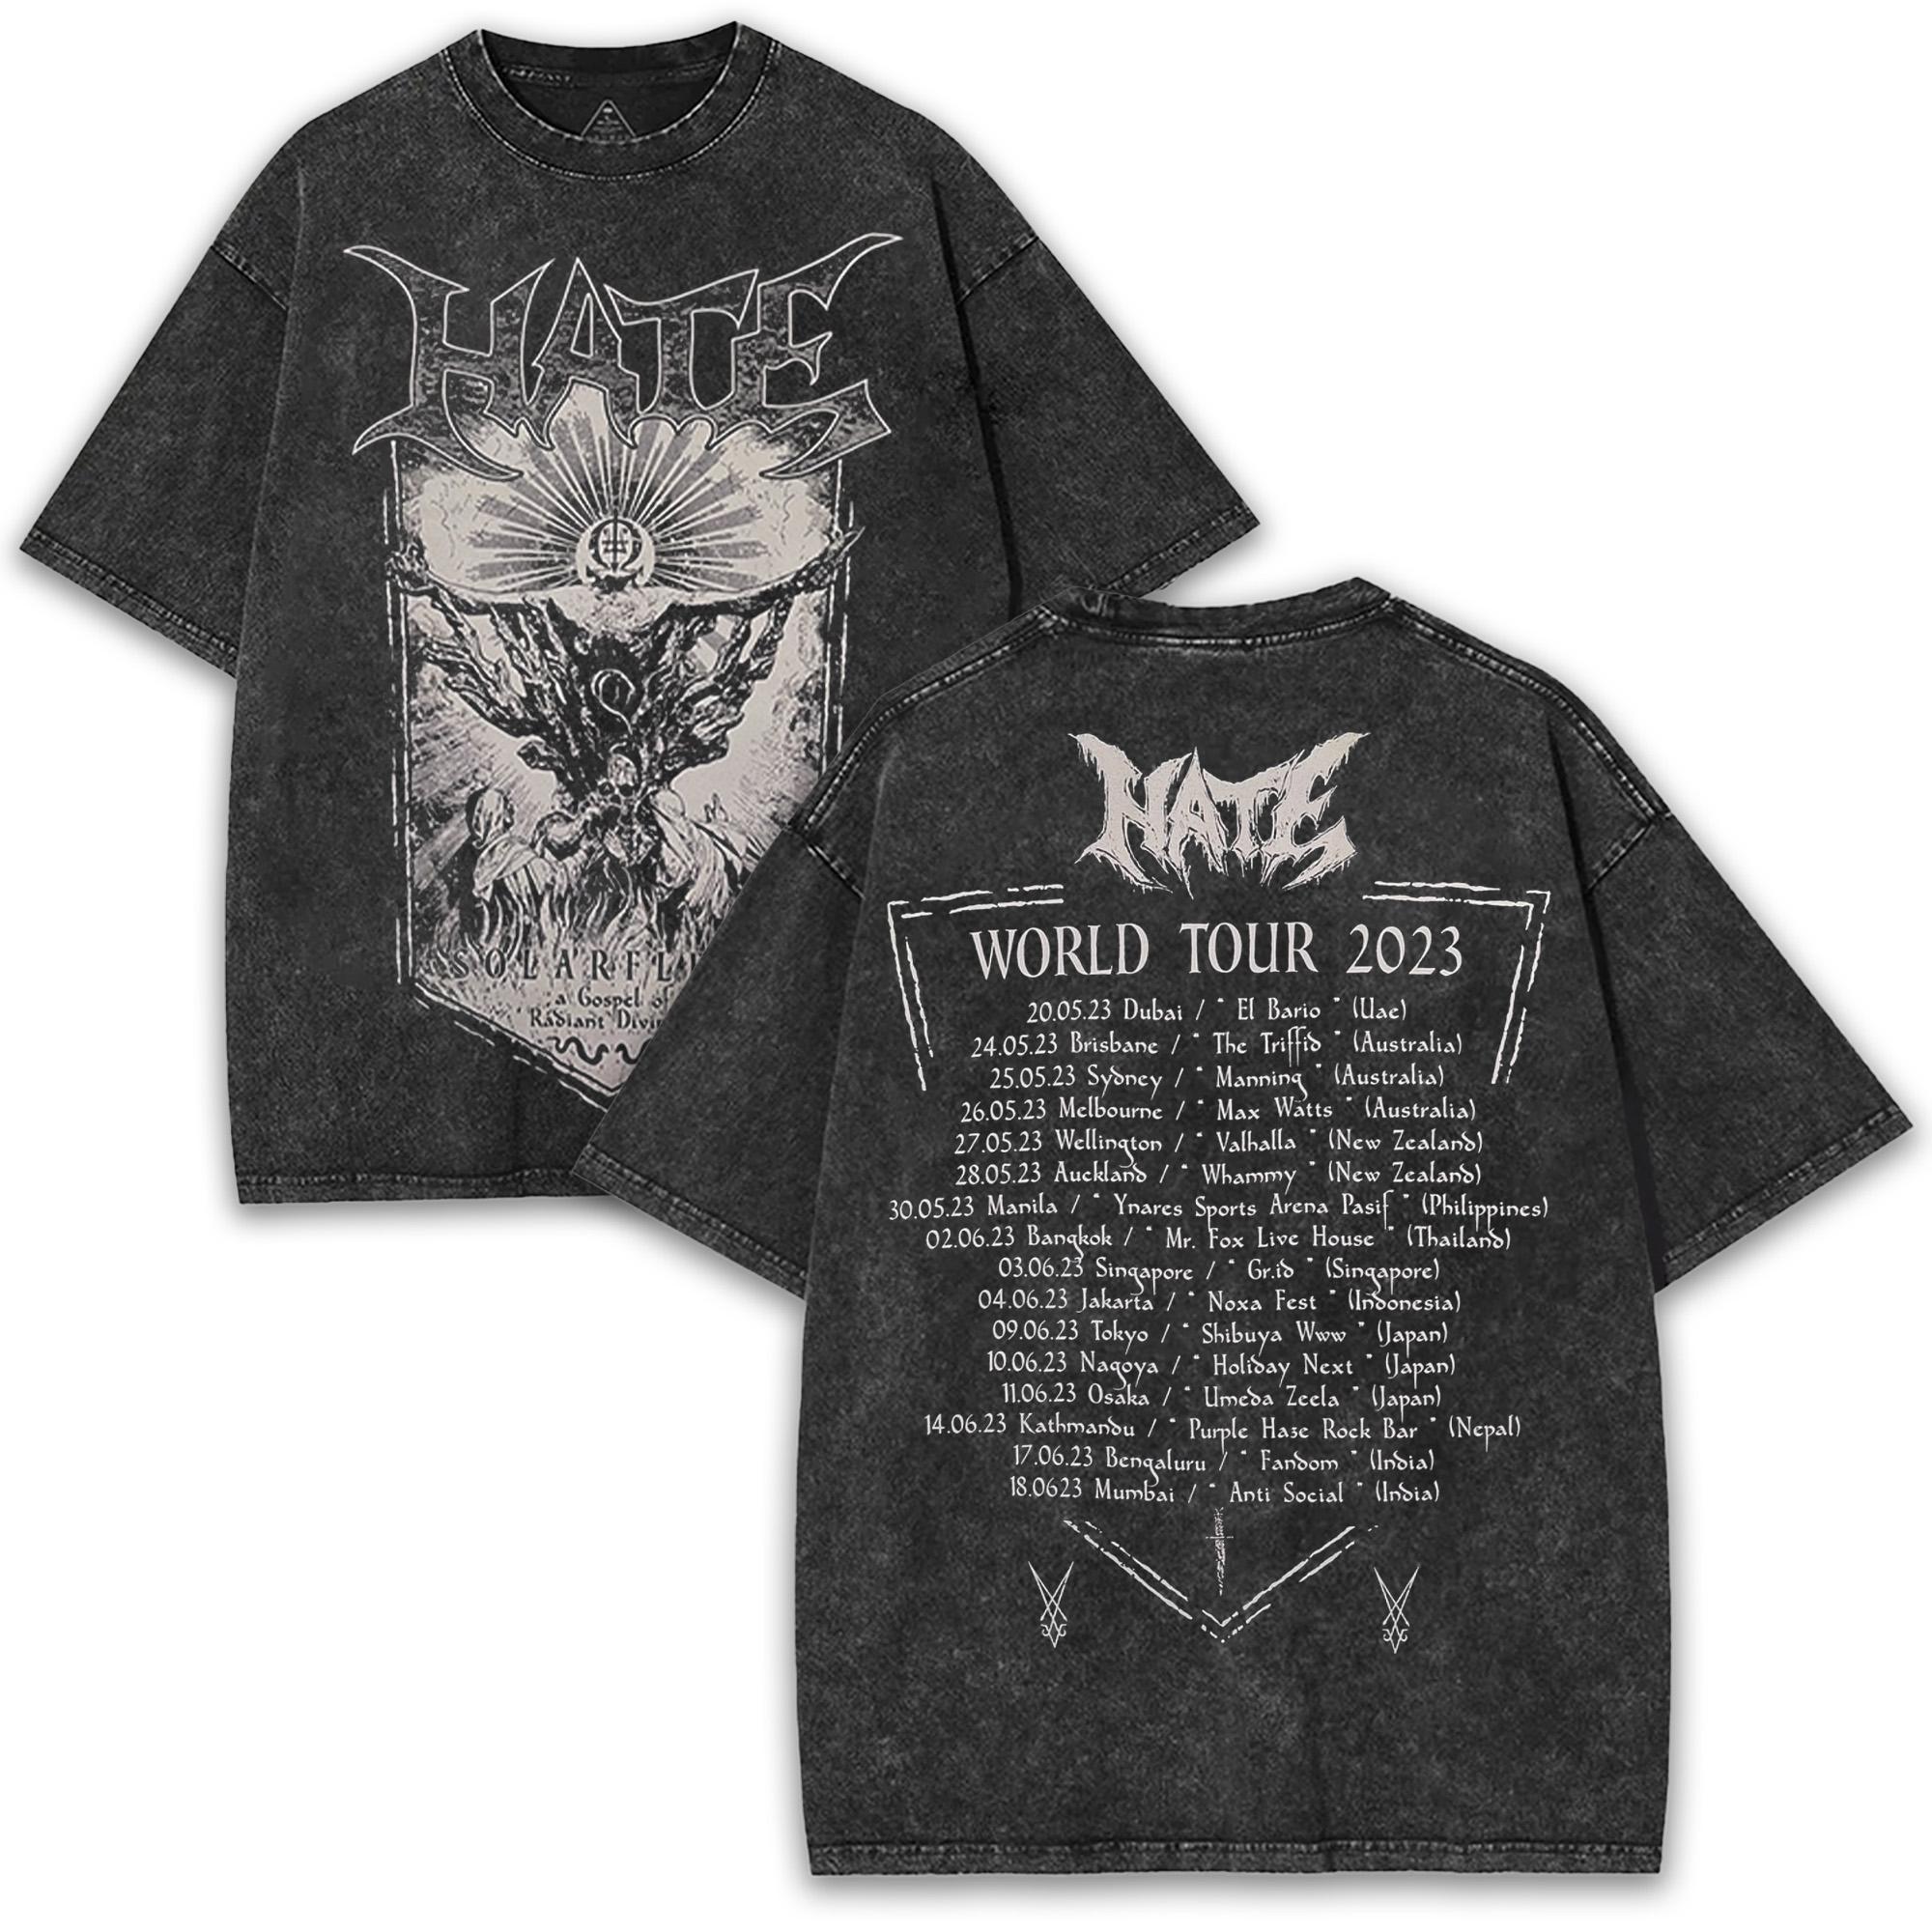 HATE
SOLARFL
a Gospel of
Radiant Divi
HATE
WORLD TOUR 2023
20.05.23 Dubai / " El Bario " (Uae)
24.05.23 Brisbane / " The Triffid " (Australia)
25.05.23 Sydney / " Manning " (Australia)
26.05.23 Melbourne / " Max Watts " (Australia)
27.05.23 Wellington / " Valhalla " (New Zealand)
28.05.23 Auckland / " Whammy " (New Zealand)
30.05.23 Manila / " Ynares Sports Arena Pasif " (Philippines)
02.06.23 Bangkok / " Mr. Fox Live House " (Thailand)
03.06.23 Singapore / " Gr.id " (Singapore)
04.06.23 Jakarta / " Noxa Fest " (Indonesia)
09.06.23 Tokyo / " Shibuya Www " (Japan)
10.06.23 Nagoya / " Holiday Next " (Japan)
11.06.23 Osaka / " Umeda Zeela " (Japan)
14.06.23 Kathmandu / " Purple Haze Rock Bar " (Nepal)
17.06.23 Bengaluru / " Fandom " (India)
18.0623 Mumbai / " Anti Social " (India)